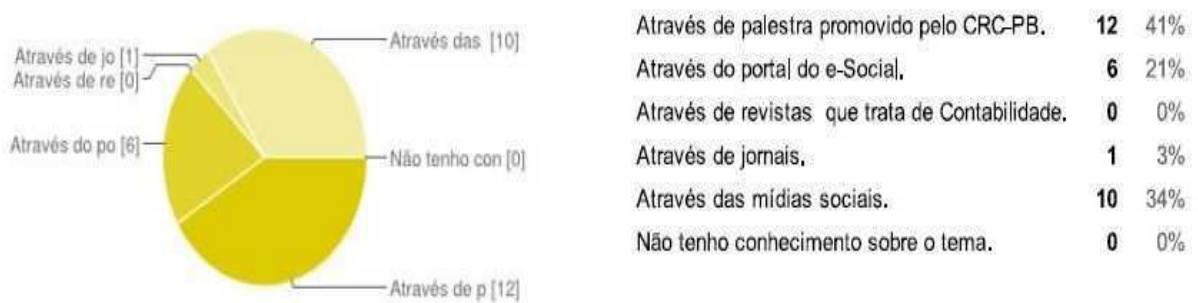 Através das [10]
Através de jo [1]
Através de re [0]
Através do po [6]
Não tenho con [0]
Através de p [12]
Através de palestra promovido pelo CRC-PB. 12 41%
Através do portal do e-Social. 6 21%
Através de revistas que trata de Contabilidade. 0 0%
Através de jornais. 1 3%
Através das mídias sociais. 10 34%
Não tenho conhecimento sobre o tema. 0 0%